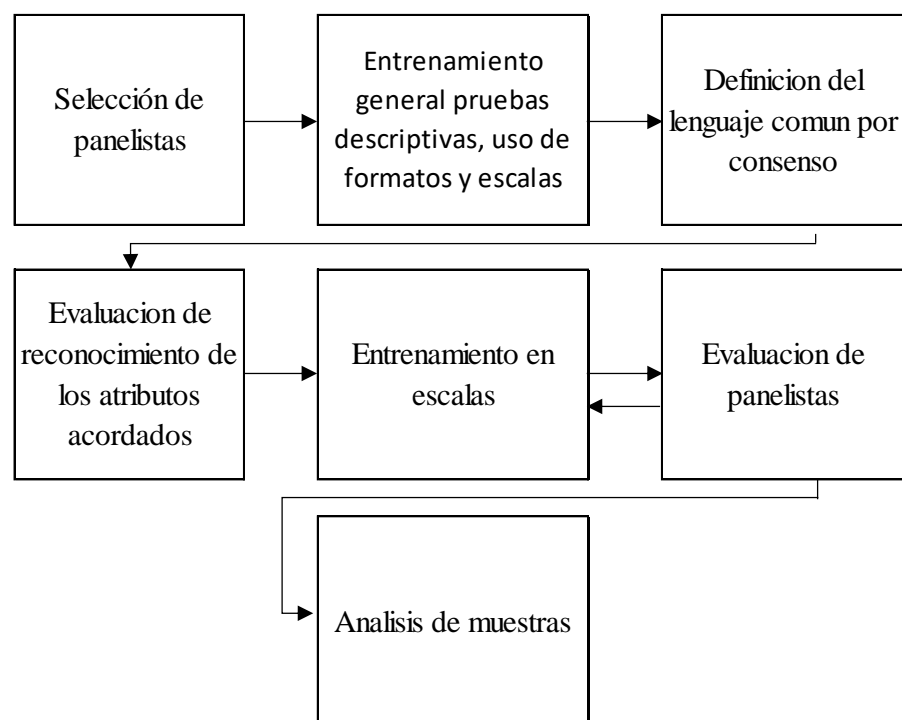 Selección de
panelistas
Entrenamiento
general pruebas
descriptivas, uso de
formatos y escalas
Definicion del
lenguaje comun por
consenso
Evaluacion de
reconocimiento de
los atributos
acordados
Entrenamiento en
escalas
Evaluacion de
panelistas
Analisis de muestras